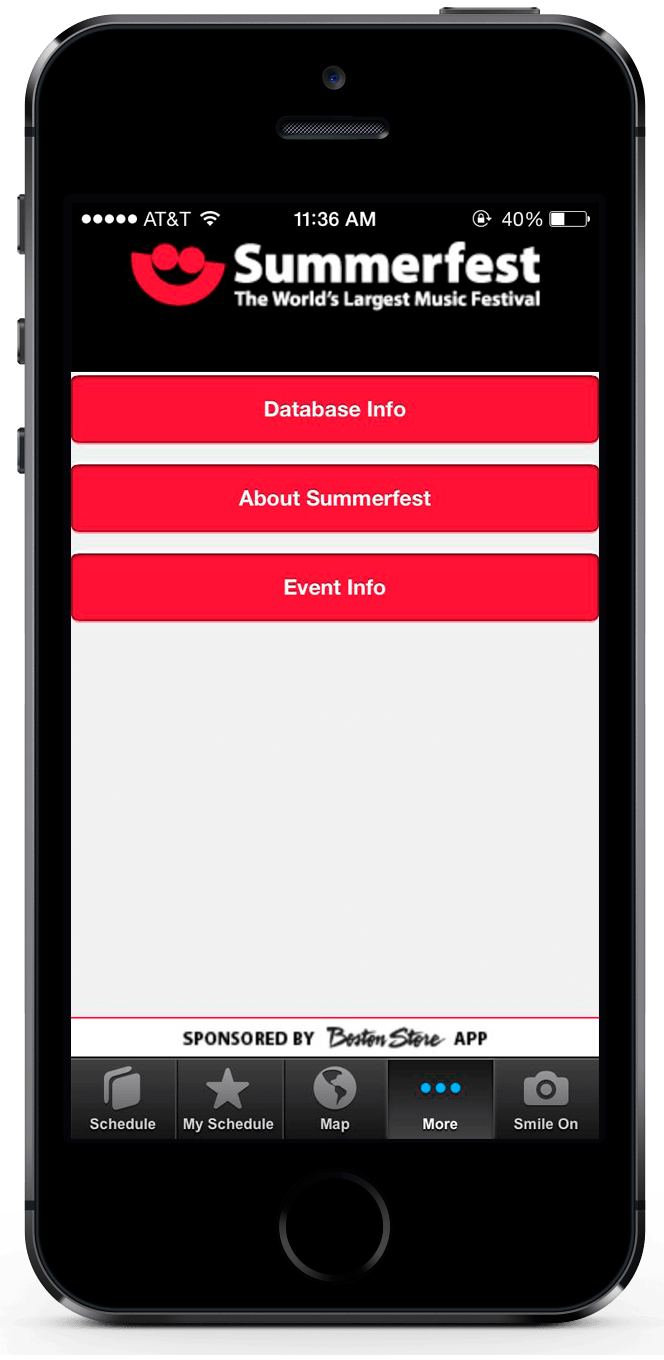 AT&T 11:36 AM 40%
Summerfest
The World's Largest Music Festival
Database Info
About Summerfest
Event Info
SPONSORED BY Boston Store APP
Schedule My Schedule Map More Smile On